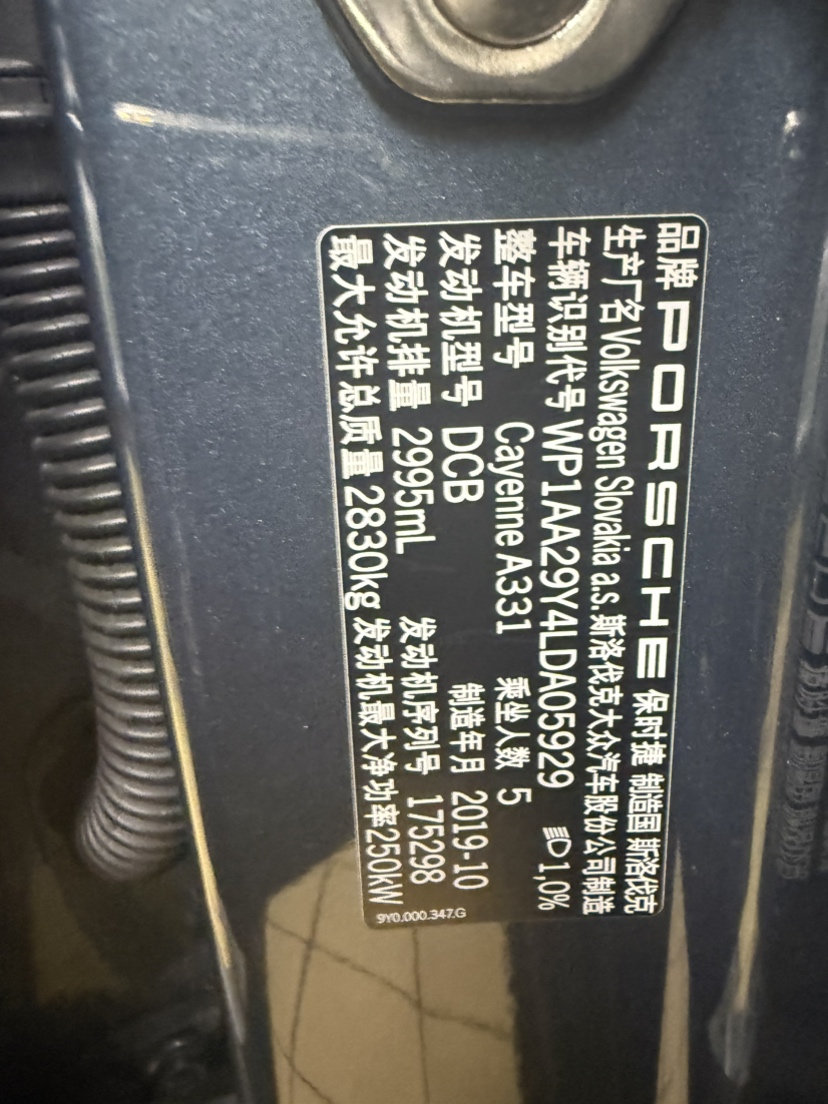 品牌 PORSCHE 保时捷 制造国 斯洛伐克
生产厂名 Volkswagen Slovakia a.s. 斯洛伐克大众汽车股份公司制造
车辆识别代号 WP1AA29Y4LDA05929 1,0%
整车型号 Cayenne A331 乘坐人数 5
发动机型号 DCB 制造年月 2019-10
发动机排量 2995mL 发动机序列号 175298
最大允许总质量 2830kg 发动机最大净功率 250kW
9Y0.000.347.G